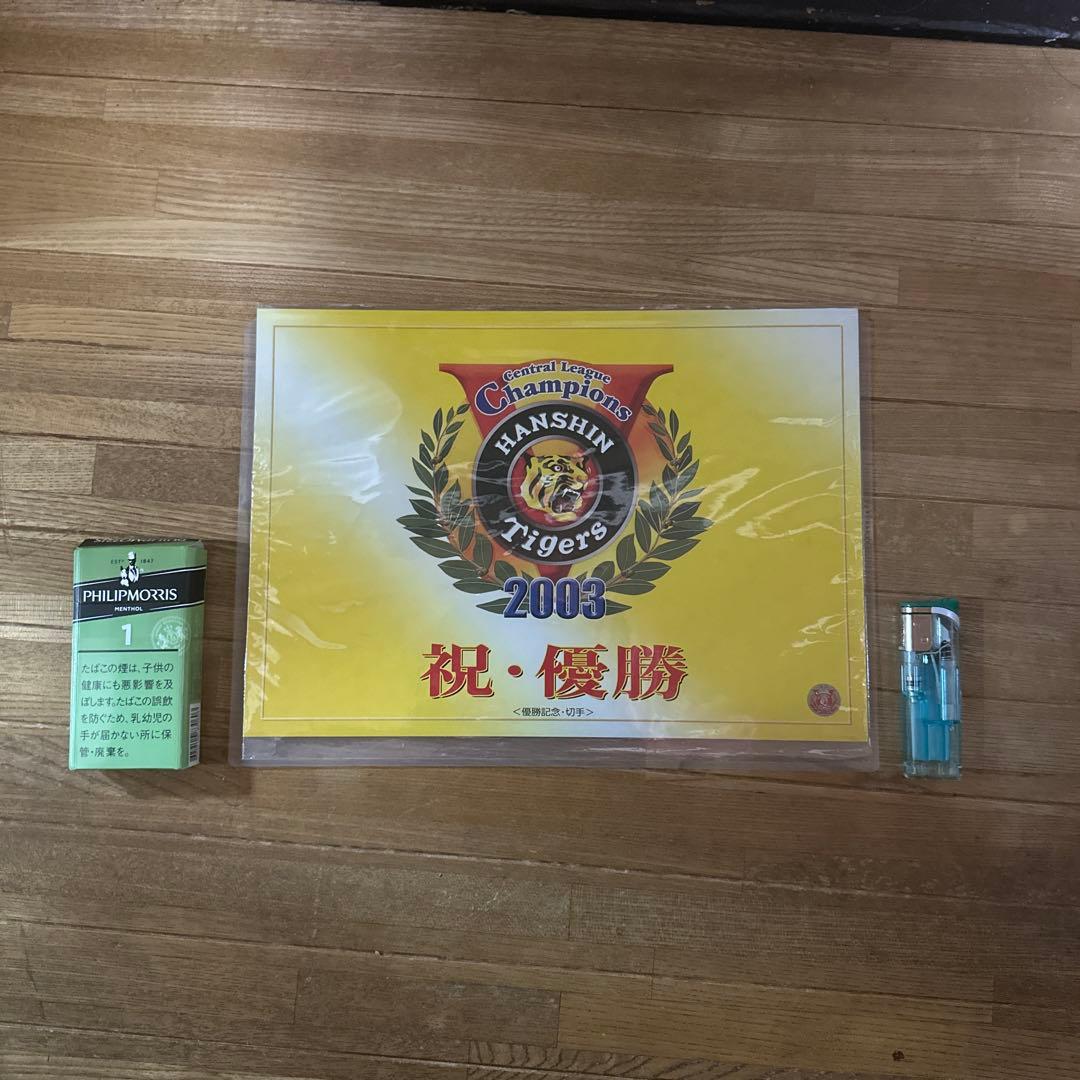 Central League
Champions
HANSHIN
Tigers
2003
祝・優勝
<優勝記念・切手>
ESTD 1847
PHILIPMORRIS
MENTHOL
1
たばこの煙は、子供の
健康にも悪影響を及
ぼします。たばこの誤飲
を防ぐため、乳幼児の
手が届かない所に保
管・廃棄を。